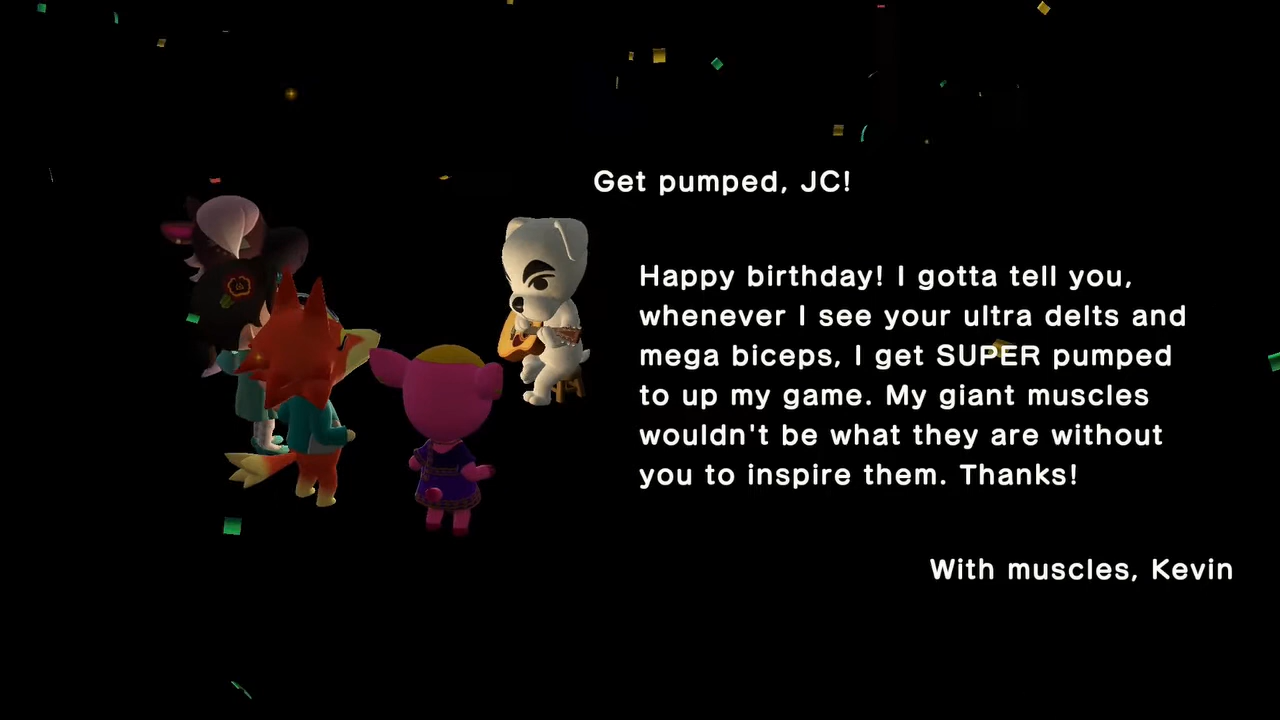 Get pumped, JC!
Happy birthday! I gotta tell you,
whenever I see your ultra delts and
mega biceps, I get SUPER pumped
to up my game. My giant muscles
wouldn't be what they are without
you to inspire them. Thanks!
With muscles, Kevin